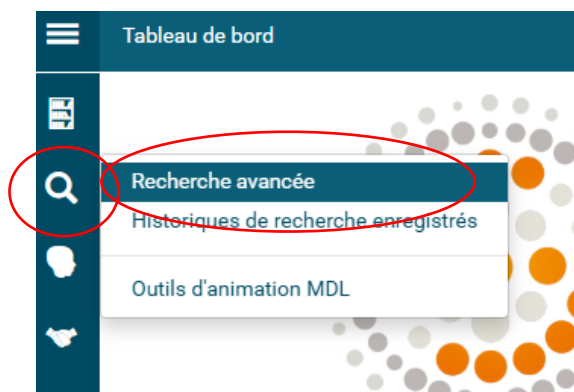 Tableau de bord
Recherche avancée
Historiques de recherche enregistrés
Outils d'animation MDL